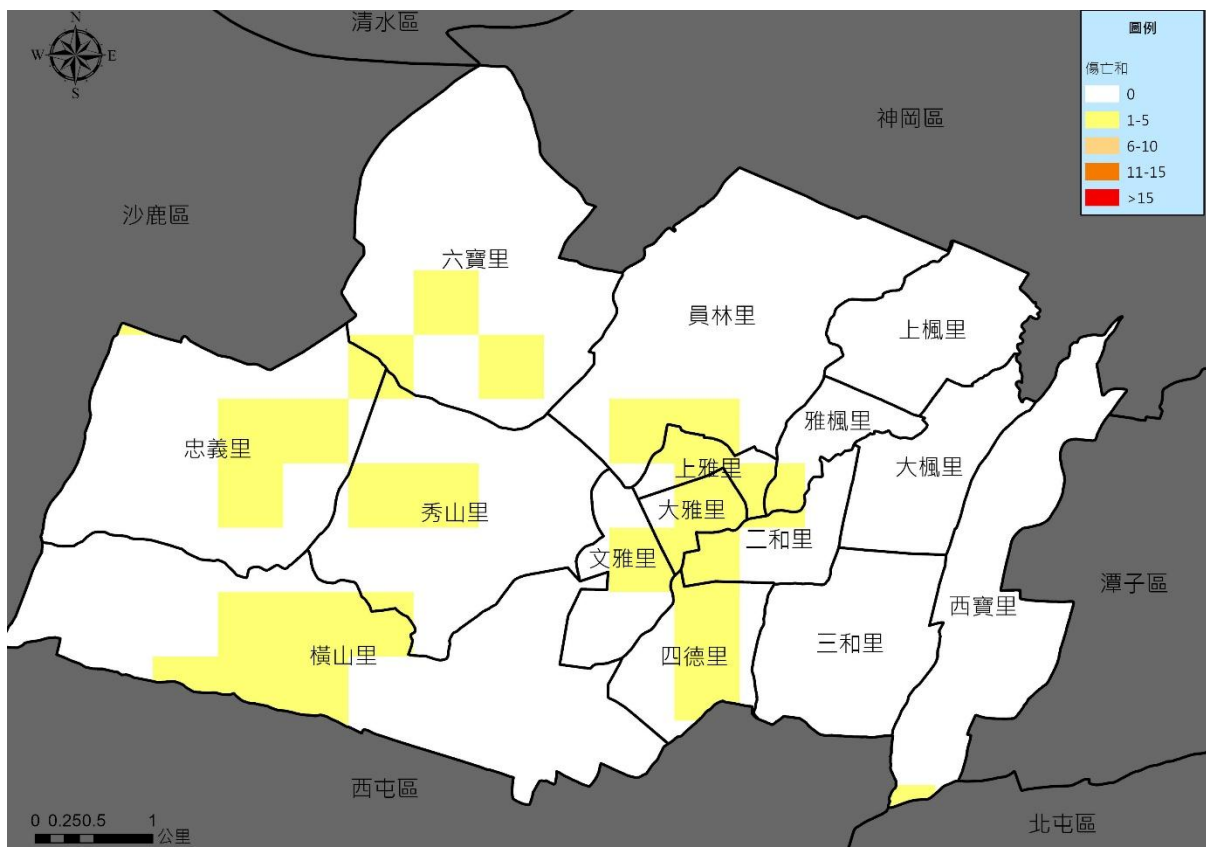 清水區
N
W
E
S
圖例
傷亡和
0
1-5
6-10
11-15
>15
神岡區
沙鹿區
六寶里
員林里
上楓里
雅楓里
忠義里
大楓里
上雅里
秀山里
大雅里
二和里
文雅里
潭子區
西寶里
橫山里
四德里
三和里
西屯區
0 0.250.5 1
公里
北屯區